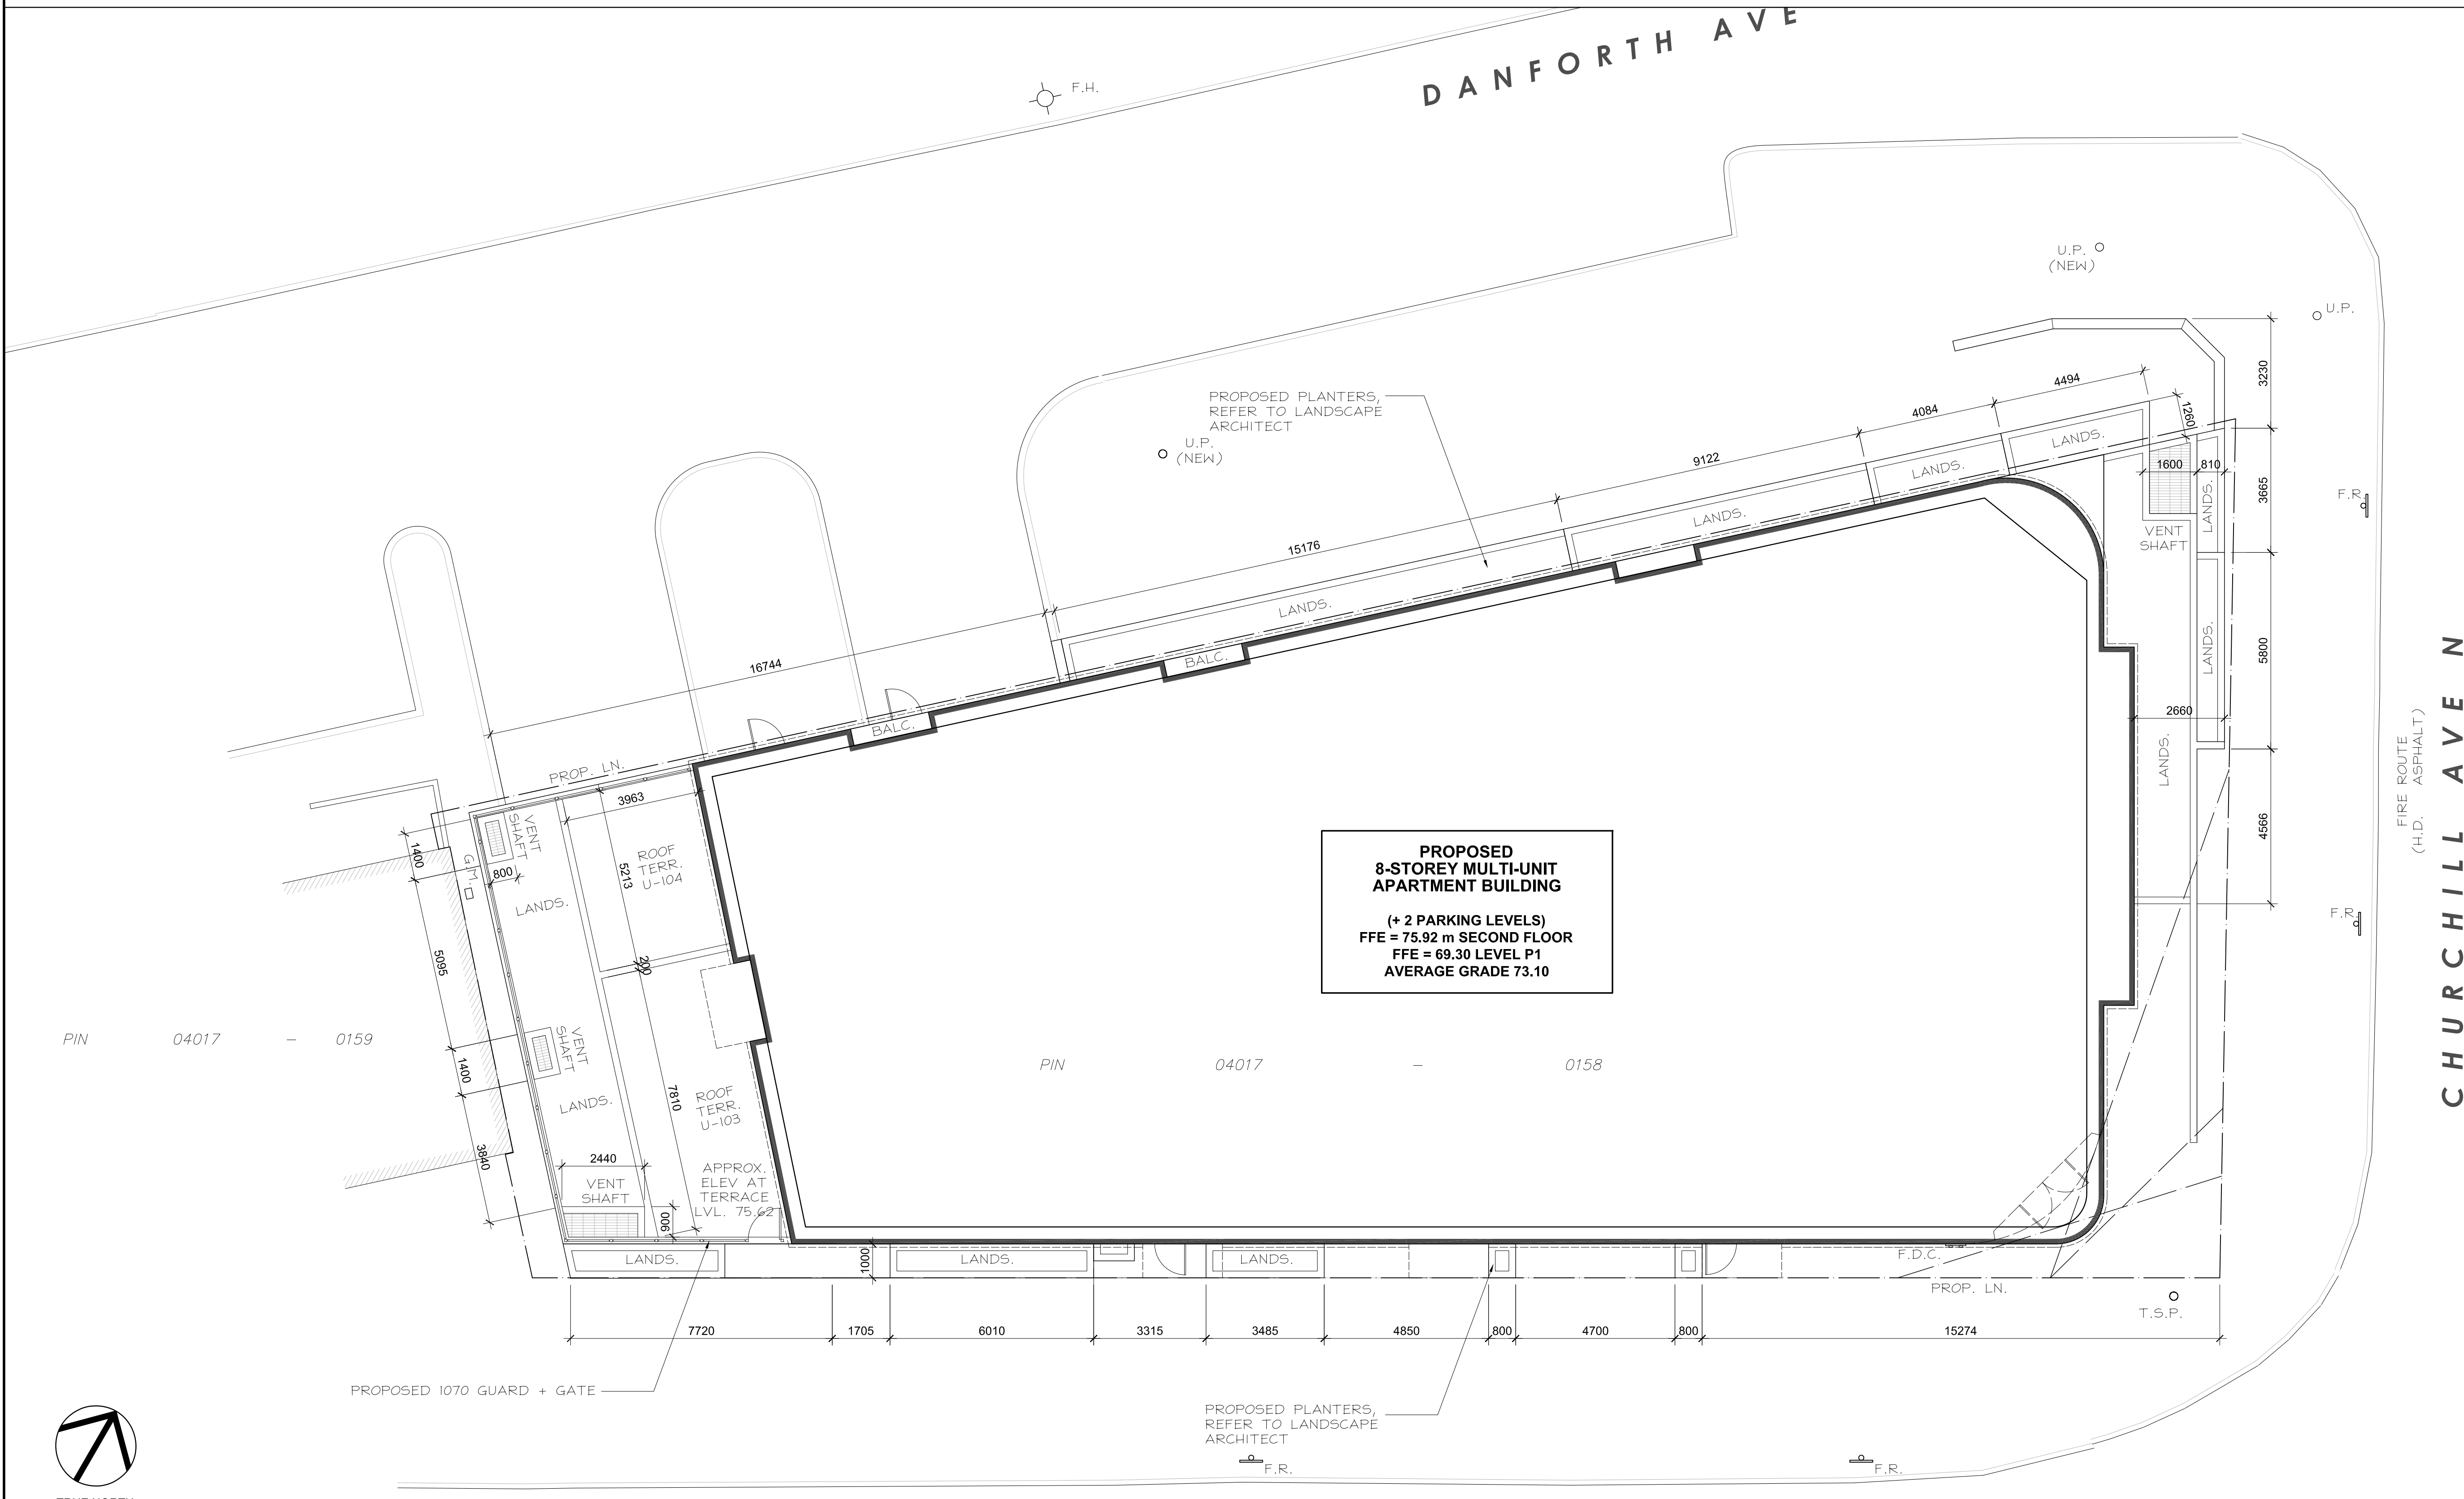 DANFORTH AVE
F.H.
U.P.
(NEW)
U.P.
PROPOSED PLANTERS,
REFER TO LANDSCAPE
ARCHITECT
U.P.
(NEW)
3230
4494
4084
1260
9122
LANDS.
LANDS.
1600
810
3665
LANDS.
F.R.
VENT
SHAFT
LANDS.
15176
LANDS.
16744
BALC.
BALC.
LANDS.
5800
2660
LANDS.
4566
FIRE ROUTE
(H.D. ASPHALT)
CHURCHILL AVE N
F.R.
PROP. LN.
3963
VENT
SHAFT
1400
G.M.
800
ROOF
TERR.
U-104
5213
LANDS.
200
5095
PROPOSED
8-STOREY MULTI-UNIT
APARTMENT BUILDING
(+ 2 PARKING LEVELS)
FFE = 75.92 m SECOND FLOOR
FFE = 69.30 LEVEL P1
AVERAGE GRADE 73.10
PIN 04017 – 0159
PIN 04017 – 0158
VENT
SHAFT
1400
LANDS.
7810
ROOF
TERR.
U-103
3840
2440
VENT
SHAFT
APPROX.
ELEV AT
TERRACE
LVL. 75.62
900
LANDS.
1000
LANDS.
LANDS.
F.D.C.
PROP. LN.
T.S.P.
7720
1705
6010
3315
3485
4850
800
4700
800
15274
PROPOSED 1070 GUARD + GATE
PROPOSED PLANTERS,
REFER TO LANDSCAPE
ARCHITECT
F.R.
F.R.